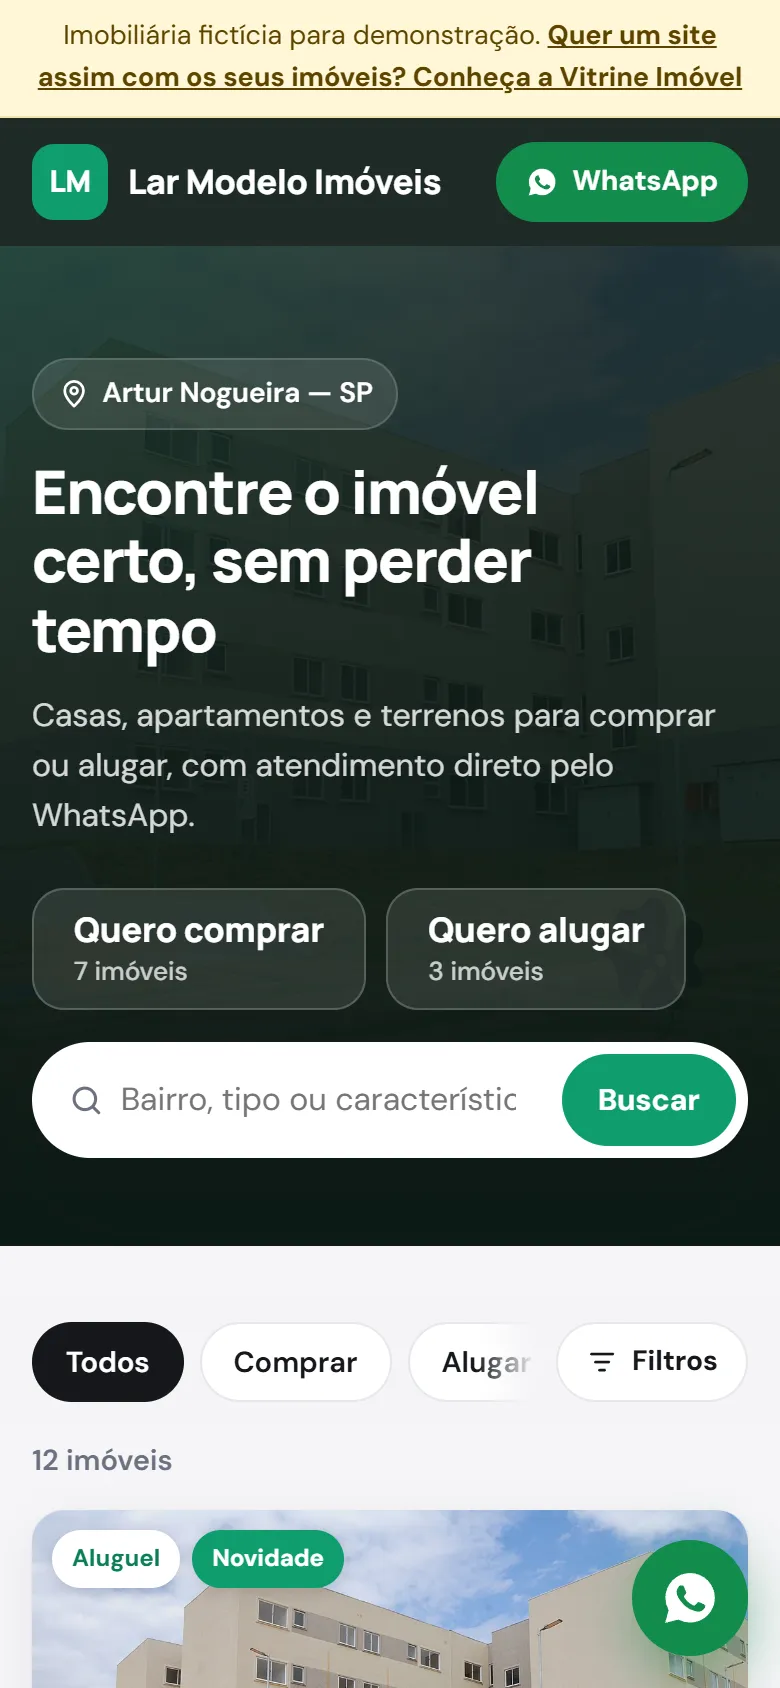 Imobiliária fictícia para demonstração. Quer um site
assim com os seus imóveis? Conheça a Vitrine Imóvel
LM
Lar Modelo Imóveis
WhatsApp
Artur Nogueira — SP
Encontre o imóvel
certo, sem perder
tempo
Casas, apartamentos e terrenos para comprar
ou alugar, com atendimento direto pelo
WhatsApp.
Quero comprar
7 imóveis
Quero alugar
3 imóveis
Bairro, tipo ou característic
Buscar
Todos
Comprar
Alugar
Filtros
12 imóveis
Aluguel
Novidade